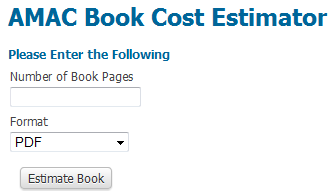 AMAC Book Cost Estimator
Please Enter the Following
Number of Book Pages
Format
PDF
Estimate Book